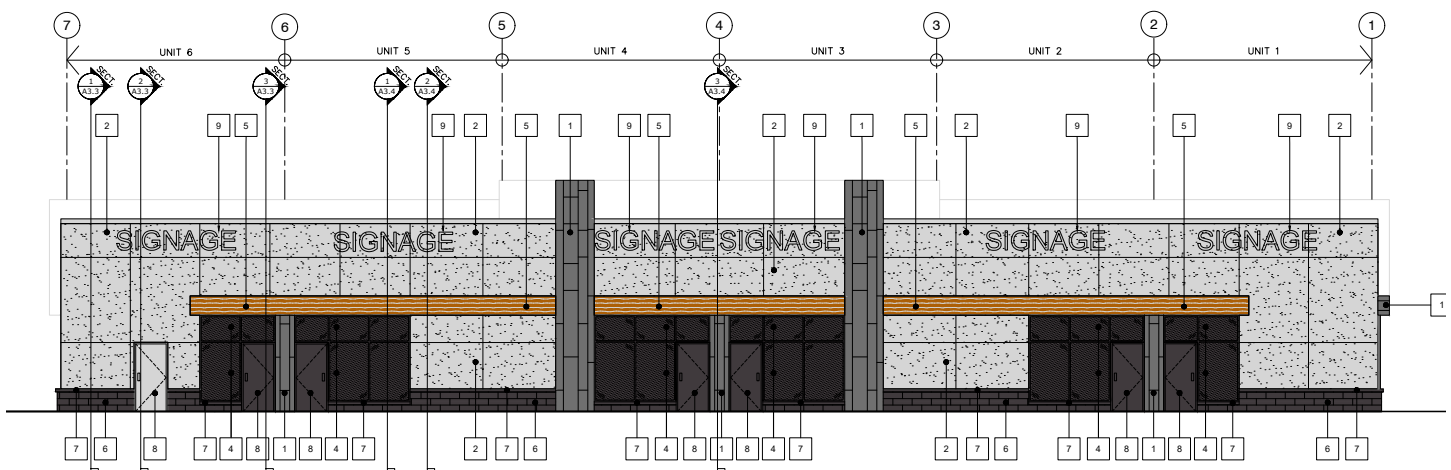 7 6 5 4 3 2 1
UNIT 6 UNIT 5 UNIT 4 UNIT 3 UNIT 2 UNIT 1
SECT. SECT. SECT. SECT. SECT. SECT.
1 2 3 1 2 3
A3.3 A3.3 A3.3 A3.4 A3.4 A3.4
2 9 5 9 2 5 1 9 5 2 9 1 5 2 9 5 9 2
SIGNAGE SIGNAGE SIGNAGE SIGNAGE SIGNAGE SIGNAGE
1
7 6 8 7 4 8 1 8 4 7 2 7 6 7 4 8 1 8 4 7 2 7 6 7 4 8 1 8 4 7 6 7